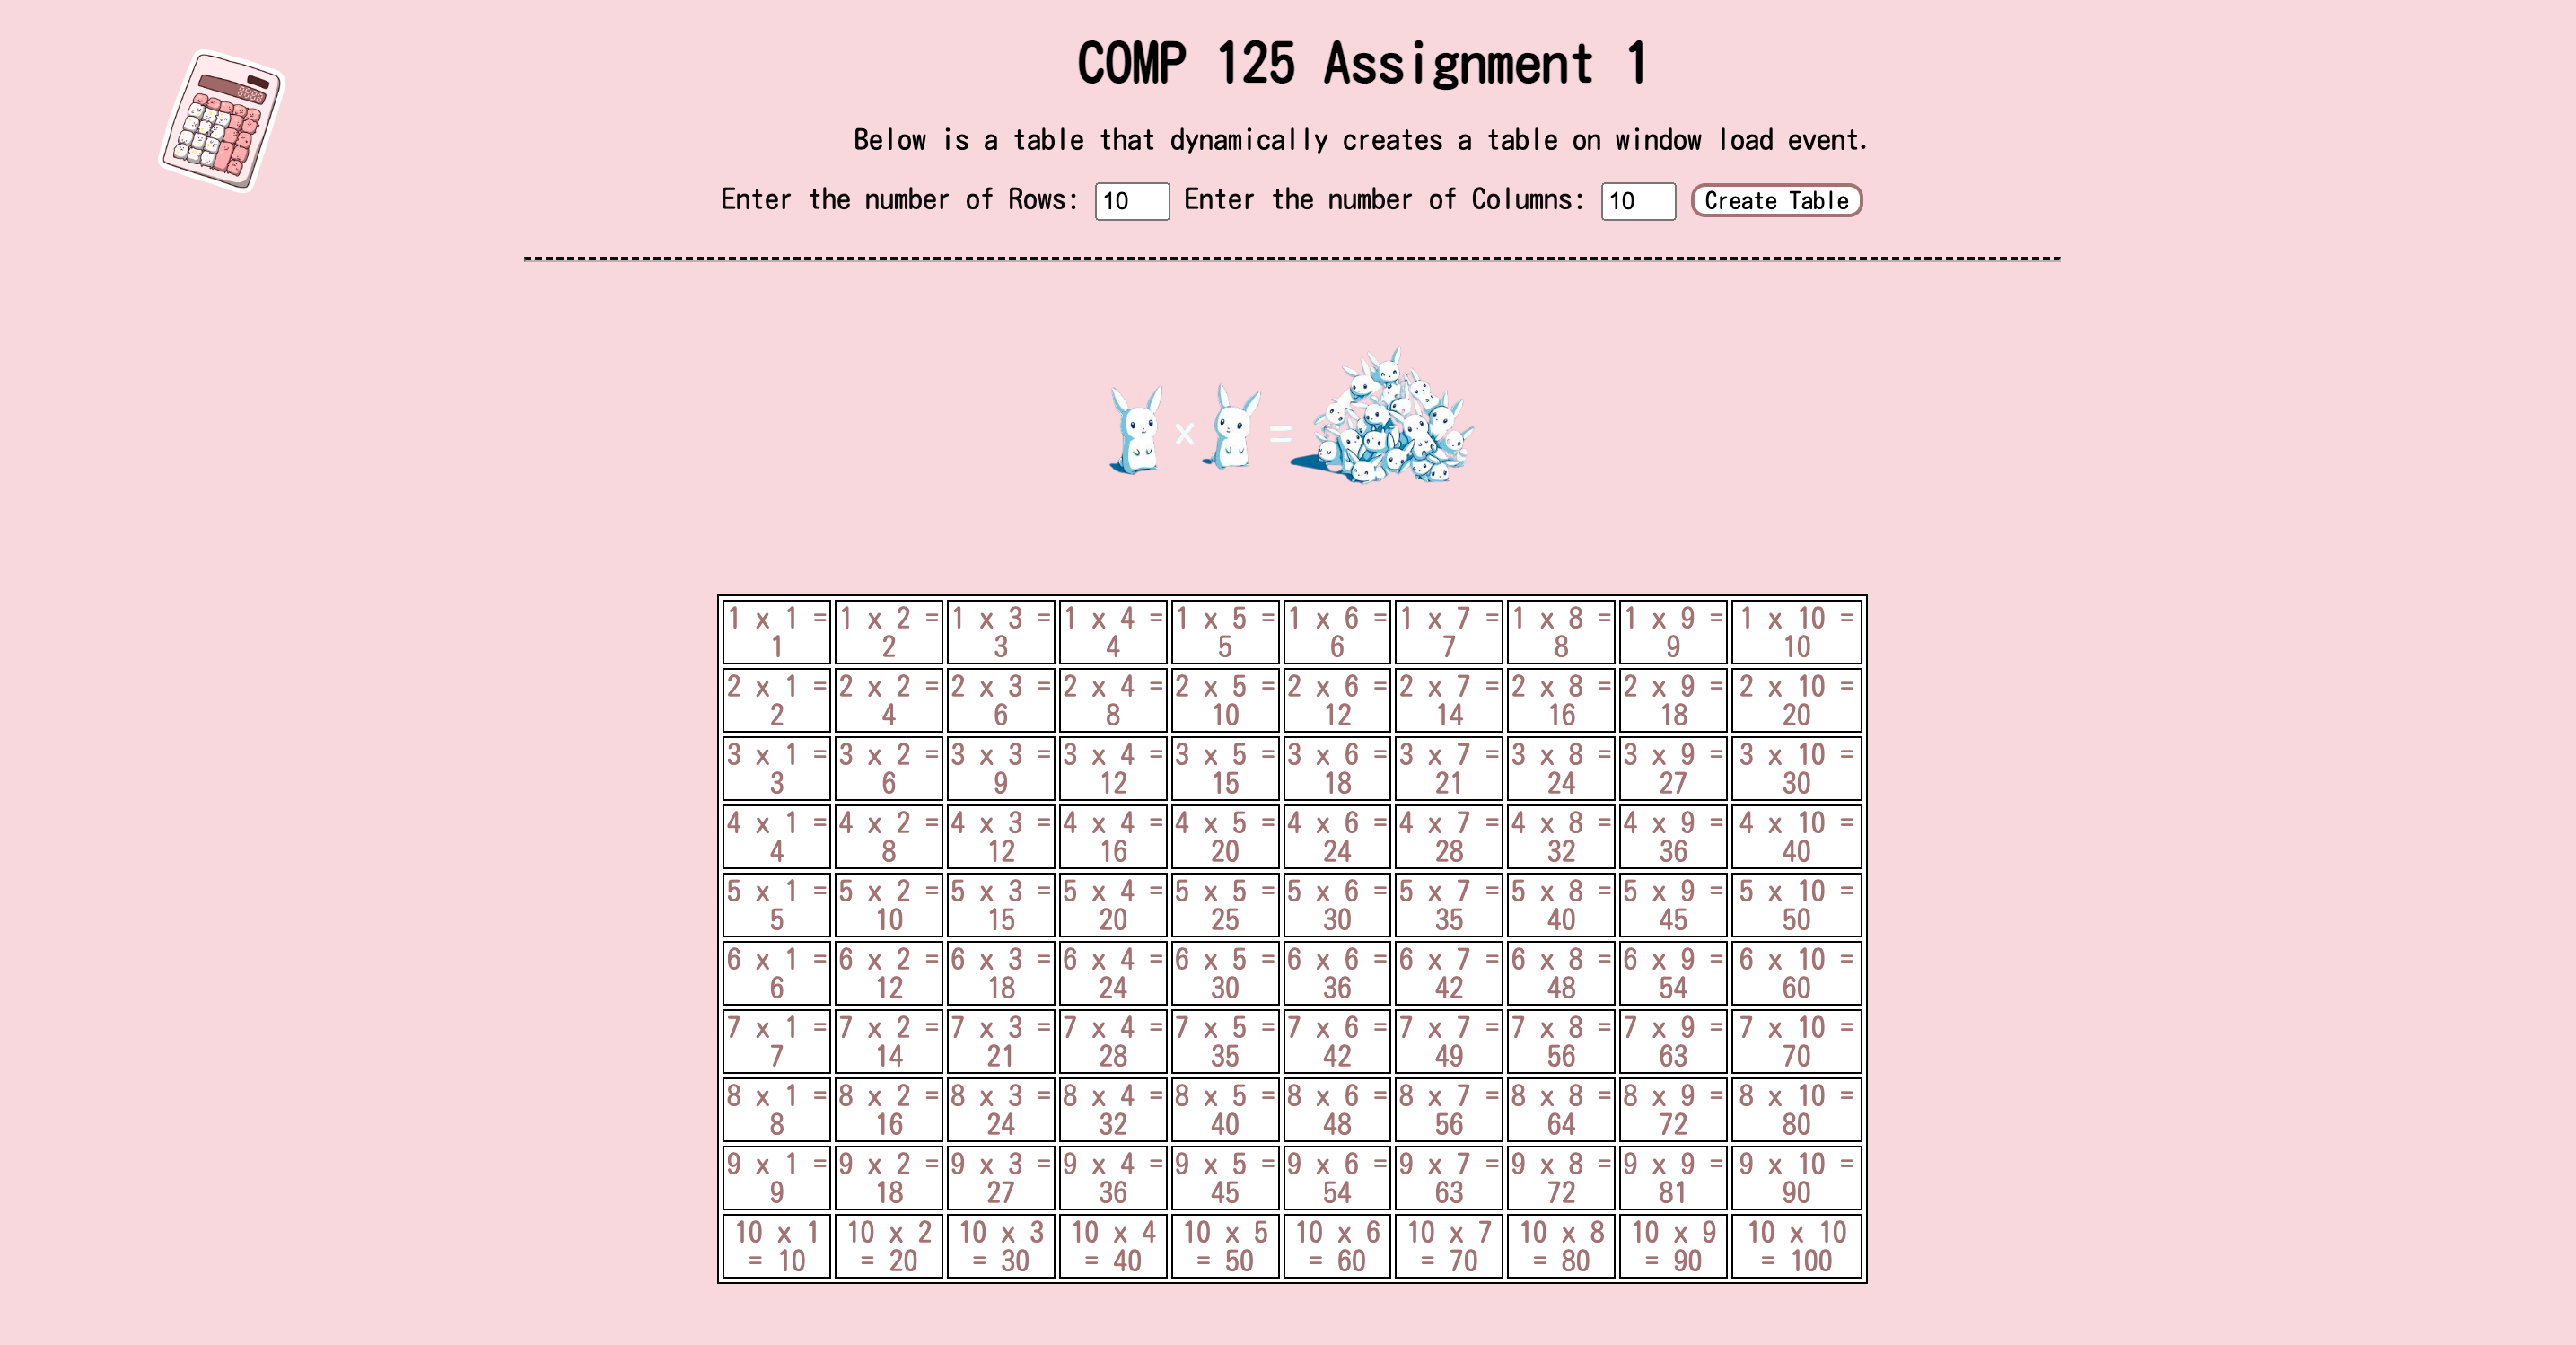 COMP 125 Assignment 1
Below is a table that dynamically creates a table on window load event.
Enter the number of Rows: 10 Enter the number of Columns: 10 Create Table
x =
1 x 1 = 1 x 2 = 1 x 3 = 1 x 4 = 1 x 5 = 1 x 6 = 1 x 7 = 1 x 8 = 1 x 9 = 1 x 10 =
1 2 3 4 5 6 7 8 9 10
2 x 1 = 2 x 2 = 2 x 3 = 2 x 4 = 2 x 5 = 2 x 6 = 2 x 7 = 2 x 8 = 2 x 9 = 2 x 10 =
2 4 6 8 10 12 14 16 18 20
3 x 1 = 3 x 2 = 3 x 3 = 3 x 4 = 3 x 5 = 3 x 6 = 3 x 7 = 3 x 8 = 3 x 9 = 3 x 10 =
3 6 9 12 15 18 21 24 27 30
4 x 1 = 4 x 2 = 4 x 3 = 4 x 4 = 4 x 5 = 4 x 6 = 4 x 7 = 4 x 8 = 4 x 9 = 4 x 10 =
4 8 12 16 20 24 28 32 36 40
5 x 1 = 5 x 2 = 5 x 3 = 5 x 4 = 5 x 5 = 5 x 6 = 5 x 7 = 5 x 8 = 5 x 9 = 5 x 10 =
5 10 15 20 25 30 35 40 45 50
6 x 1 = 6 x 2 = 6 x 3 = 6 x 4 = 6 x 5 = 6 x 6 = 6 x 7 = 6 x 8 = 6 x 9 = 6 x 10 =
6 12 18 24 30 36 42 48 54 60
7 x 1 = 7 x 2 = 7 x 3 = 7 x 4 = 7 x 5 = 7 x 6 = 7 x 7 = 7 x 8 = 7 x 9 = 7 x 10 =
7 14 21 28 35 42 49 56 63 70
8 x 1 = 8 x 2 = 8 x 3 = 8 x 4 = 8 x 5 = 8 x 6 = 8 x 7 = 8 x 8 = 8 x 9 = 8 x 10 =
8 16 24 32 40 48 56 64 72 80
9 x 1 = 9 x 2 = 9 x 3 = 9 x 4 = 9 x 5 = 9 x 6 = 9 x 7 = 9 x 8 = 9 x 9 = 9 x 10 =
9 18 27 36 45 54 63 72 81 90
10 x 1 10 x 2 10 x 3 10 x 4 10 x 5 10 x 6 10 x 7 10 x 8 10 x 9 10 x 10
= 10 = 20 = 30 = 40 = 50 = 60 = 70 = 80 = 90 = 100